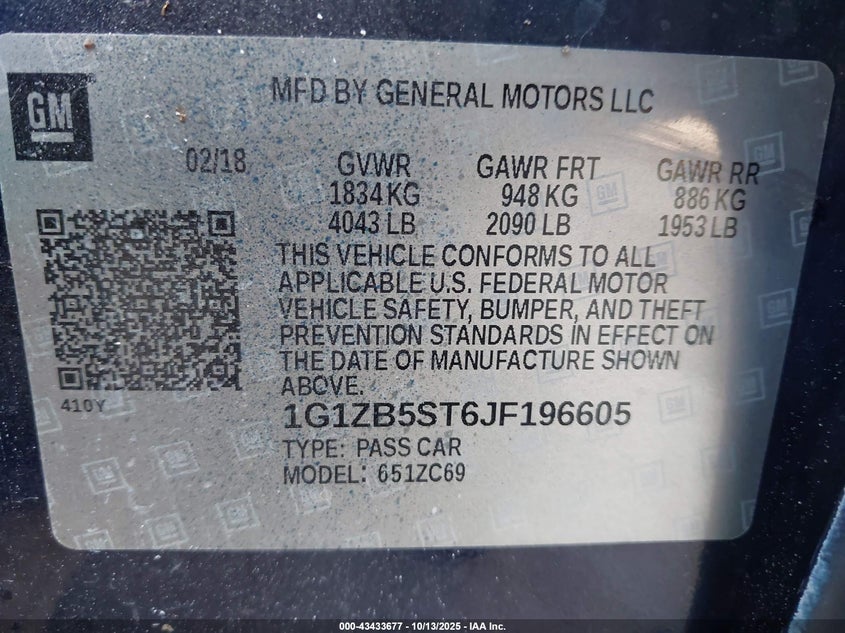 GM
MFD BY GENERAL MOTORS LLC
02/18 GVWR GAWR FRT GAWR RR
1834 KG 948 KG 886 KG
4043 LB 2090 LB 1953 LB
THIS VEHICLE CONFORMS TO ALL
APPLICABLE U.S. FEDERAL MOTOR
VEHICLE SAFETY, BUMPER, AND THEFT
PREVENTION STANDARDS IN EFFECT ON
THE DATE OF MANUFACTURE SHOWN
ABOVE.
410Y
1G1ZB5ST6JF196605
TYPE: PASS CAR
MODEL: 651ZC69
000-43433677 | 10/13/2025 | IAA Inc.